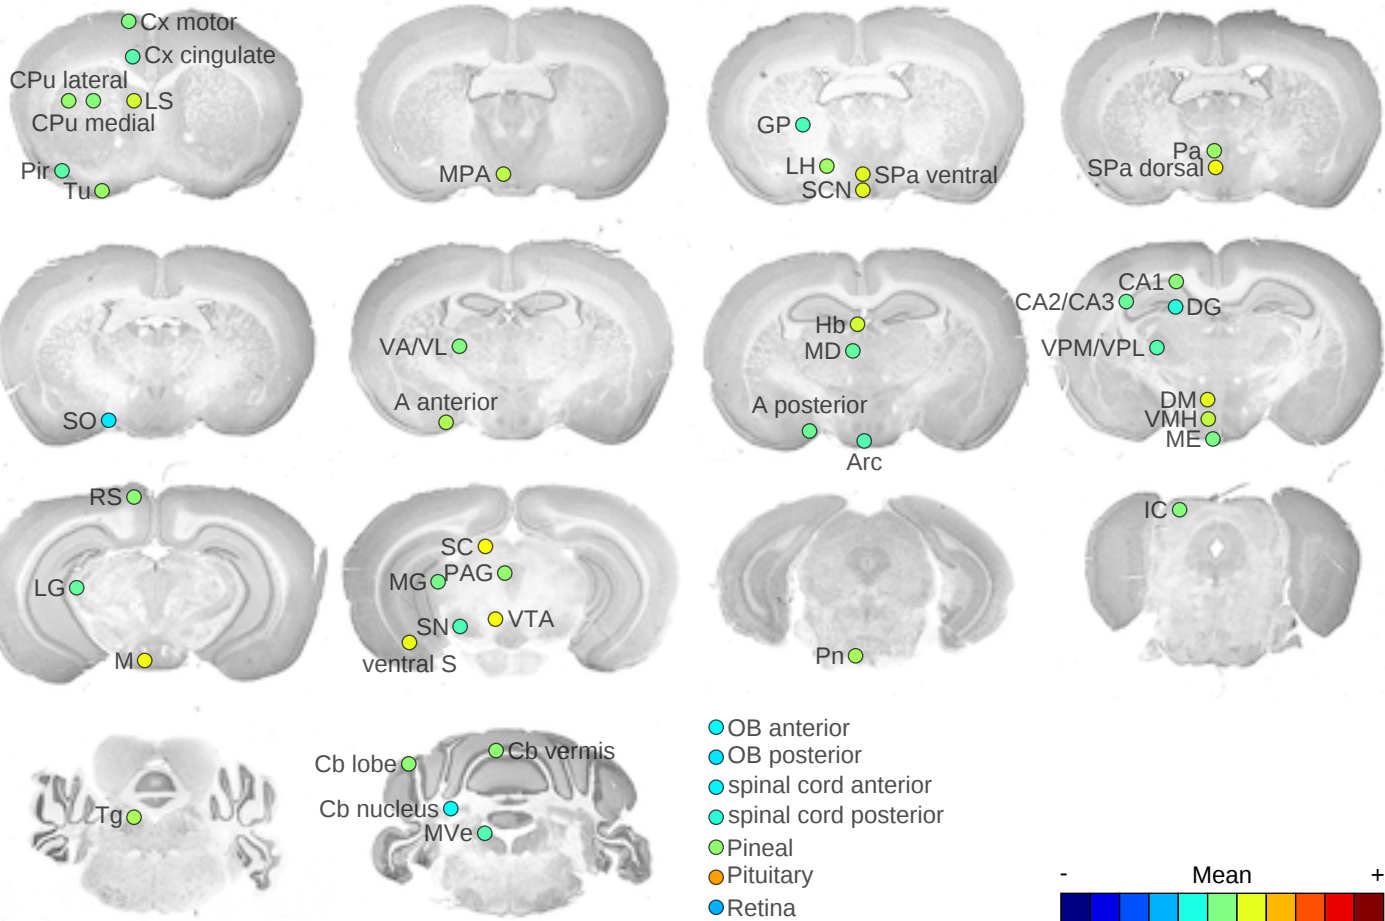 Cx motor
Cx cingulate
CPu lateral
LS
CPu medial
Pir
Tu
MPA
GP
LH
SPa ventral
SCN
Pa
SPa dorsal
SO
VA/VL
A anterior
Hb
MD
A posterior
Arc
CA1
CA2/CA3
DG
VPM/VPL
DM
VMH
ME
RS
LG
M
SC
PAG
MG
SN
VTA
ventral S
Pn
IC
Tg
Cb lobe
Cb vermis
Cb nucleus
MVe
OB anterior
OB posterior
spinal cord anterior
spinal cord posterior
Pineal
Pituitary
Retina
- Mean +